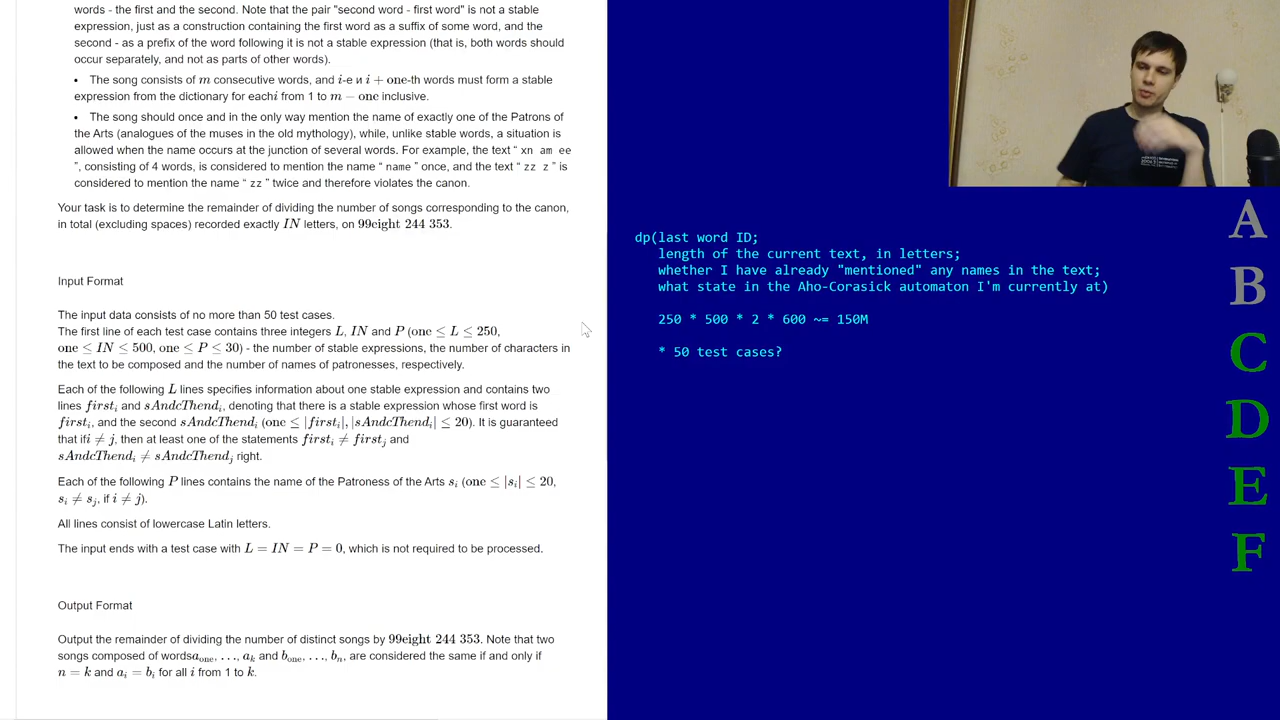 words - the first and the second. Note that the pair "second word - first word" is not a stable
expression, just as a construction containing the first word as a suffix of some word, and the
second - as a prefix of the word following it is not a stable expression (that is, both words should
occur separately, and not as parts of other words).
• The song consists of m consecutive words, and i-е и i + one-th words must form a stable
expression from the dictionary for eachi from 1 to m − one inclusive.
• The song should once and in the only way mention the name of exactly one of the Patrons of
the Arts (analogues of the muses in the old mythology), while, unlike stable words, a situation is
allowed when the name occurs at the junction of several words. For example, the text “ xn am ee
”, consisting of 4 words, is considered to mention the name “ name ” once, and the text “ zz z ” is
considered to mention the name “ zz ” twice and therefore violates the canon.
Your task is to determine the remainder of dividing the number of songs corresponding to the canon,
in total (excluding spaces) recorded exactly IN letters, on 99eight 244 353.
Input Format
The input data consists of no more than 50 test cases.
The first line of each test case contains three integers L, IN and P (one ≤ L ≤ 250,
one ≤ IN ≤ 500, one ≤ P ≤ 30) - the number of stable expressions, the number of characters in
the text to be composed and the number of names of patronesses, respectively.
Each of the following L lines specifies information about one stable expression and contains two
lines first_i and sAndcThend_i, denoting that there is a stable expression whose first word is
first_i, and the second sAndcThend_i (one ≤ |first_i|, |sAndcThend_i| ≤ 20). It is guaranteed
that ifi ≠ j, then at least one of the statements first_i ≠ first_j and
sAndcThend_i ≠ sAndcThend_j right.
Each of the following P lines contains the name of the Patroness of the Arts s_i (one ≤ |s_i| ≤ 20,
s_i ≠ s_j, if i ≠ j).
All lines consist of lowercase Latin letters.
The input ends with a test case with L = IN = P = 0, which is not required to be processed.
Output Format
Output the remainder of dividing the number of distinct songs by 99eight 244 353. Note that two
songs composed of wordsa_one, …, a_k and b_one, …, b_n, are considered the same if and only if
n = k and a_i = b_i for all i from 1 to k.
dp(last word ID;
length of the current text, in letters;
whether I have already "mentioned" any names in the text;
what state in the Aho-Corasick automaton I'm currently at)
250 * 500 * 2 * 600 ~= 150M
* 50 test cases?
A
B
C
D
E
F